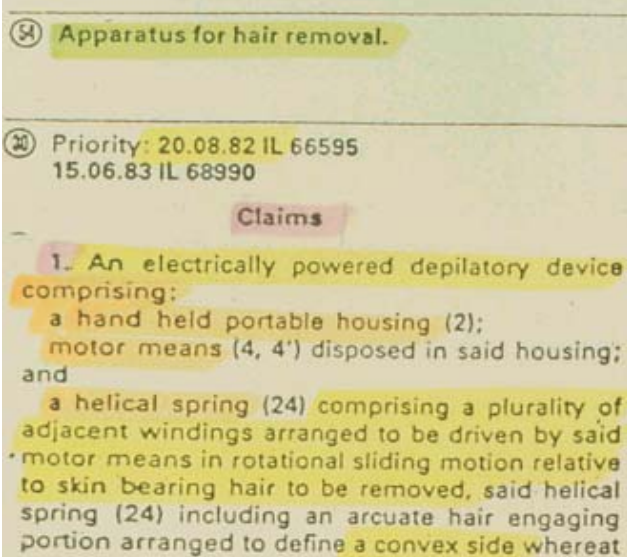 (54) Apparatus for hair removal.
(30) Priority: 20.08.82 IL 66595
15.06.83 IL 68990
Claims
1. An electrically powered depilatory device
comprising:
a hand held portable housing (2);
motor means (4, 4') disposed in said housing;
and
a helical spring (24) comprising a plurality of
adjacent windings arranged to be driven by said
motor means in rotational sliding motion relative
to skin bearing hair to be removed, said helical
spring (24) including an arcuate hair engaging
portion arranged to define a convex side whereat